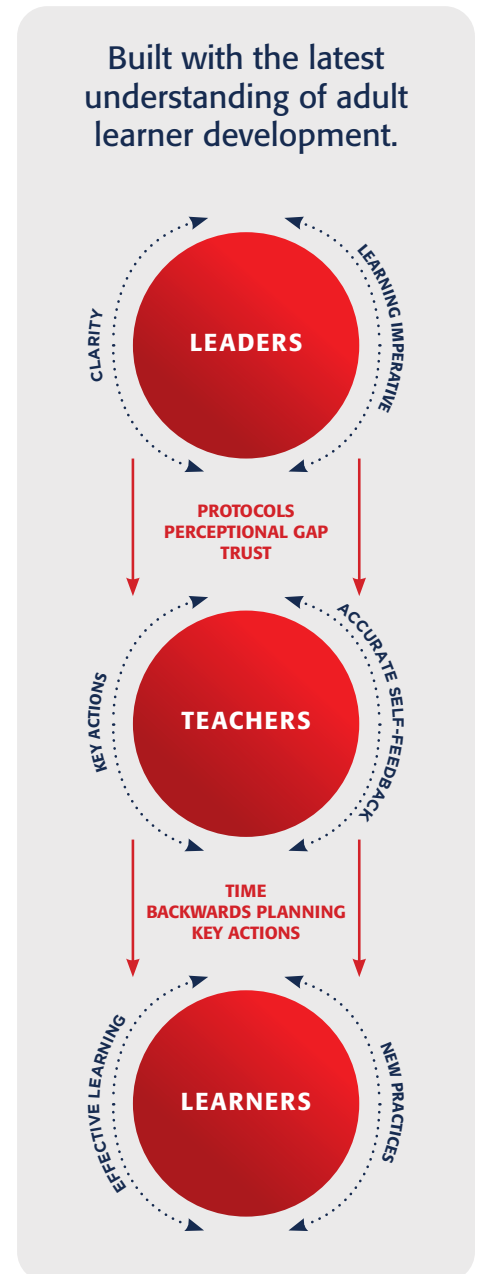 Built with the latest
understanding of adult
learner development.
CLARITY
LEADERS
LEARNING IMPERATIVE
PROTOCOLS
PERCEPTIONAL GAP
TRUST
KEY ACTIONS
TEACHERS
ACCURATE SELF-FEEDBACK
TIME
BACKWARDS PLANNING
KEY ACTIONS
EFFECTIVE LEARNING
LEARNERS
NEW PRACTICES